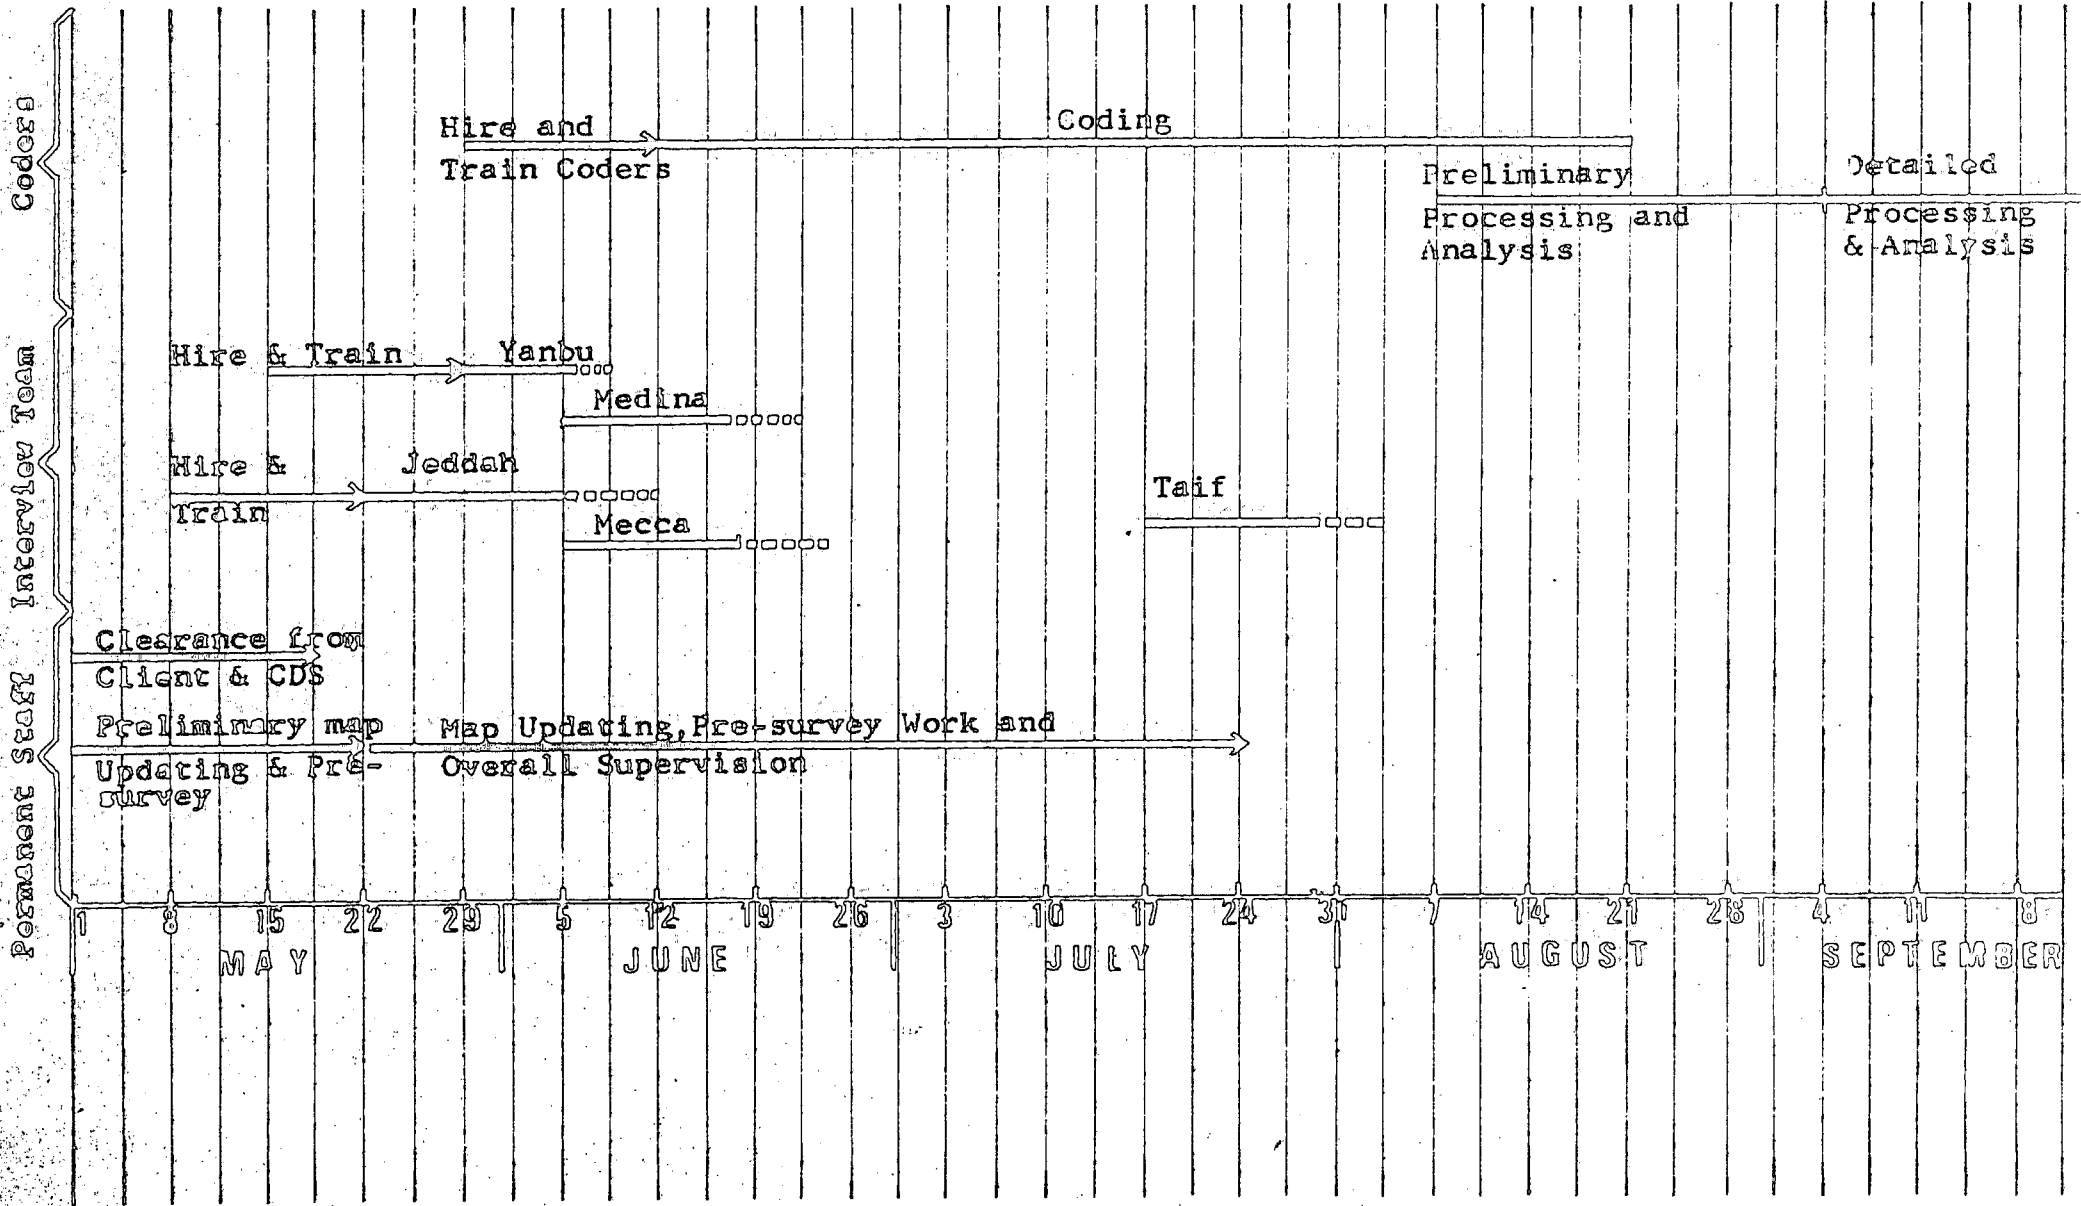 Coders
Hire and
Train Coders
Coding
Preliminary
Processing and
Analysis
Detailed
Processing
& Analysis
Interview Team
Hire & Train
Yanbu
Medina
Hire &
Train
Jeddah
Mecca
Taif
Permanent Staff
Clearance from
Client & CDS
Preliminary map
Updating & Pre-
survey
Map Updating, Pre-survey Work and
Overall Supervision
1 8 15 22 29 5 12 19 26 3 10 17 24 31 7 14 21 28 4 11 8
MAY JUNE JULY AUGUST SEPTEMBER